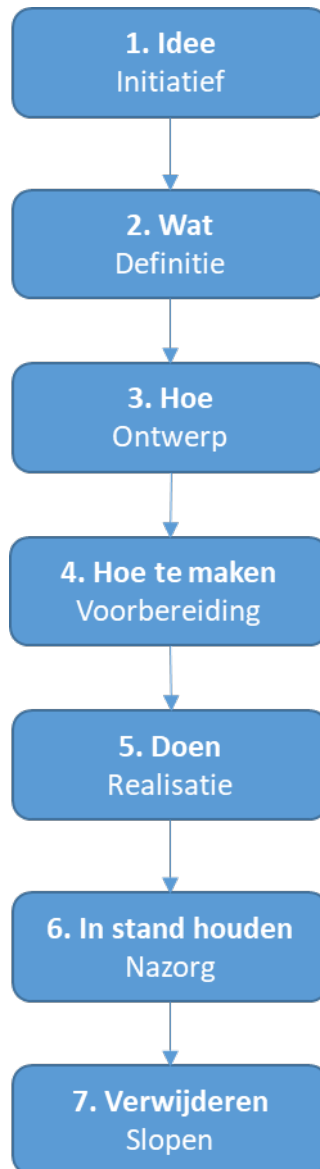 1. Idee
Initiatief
2. Wat
Definitie
3. Hoe
Ontwerp
4. Hoe te maken
Voorbereiding
5. Doen
Realisatie
6. In stand houden
Nazorg
7. Verwijderen
Slopen